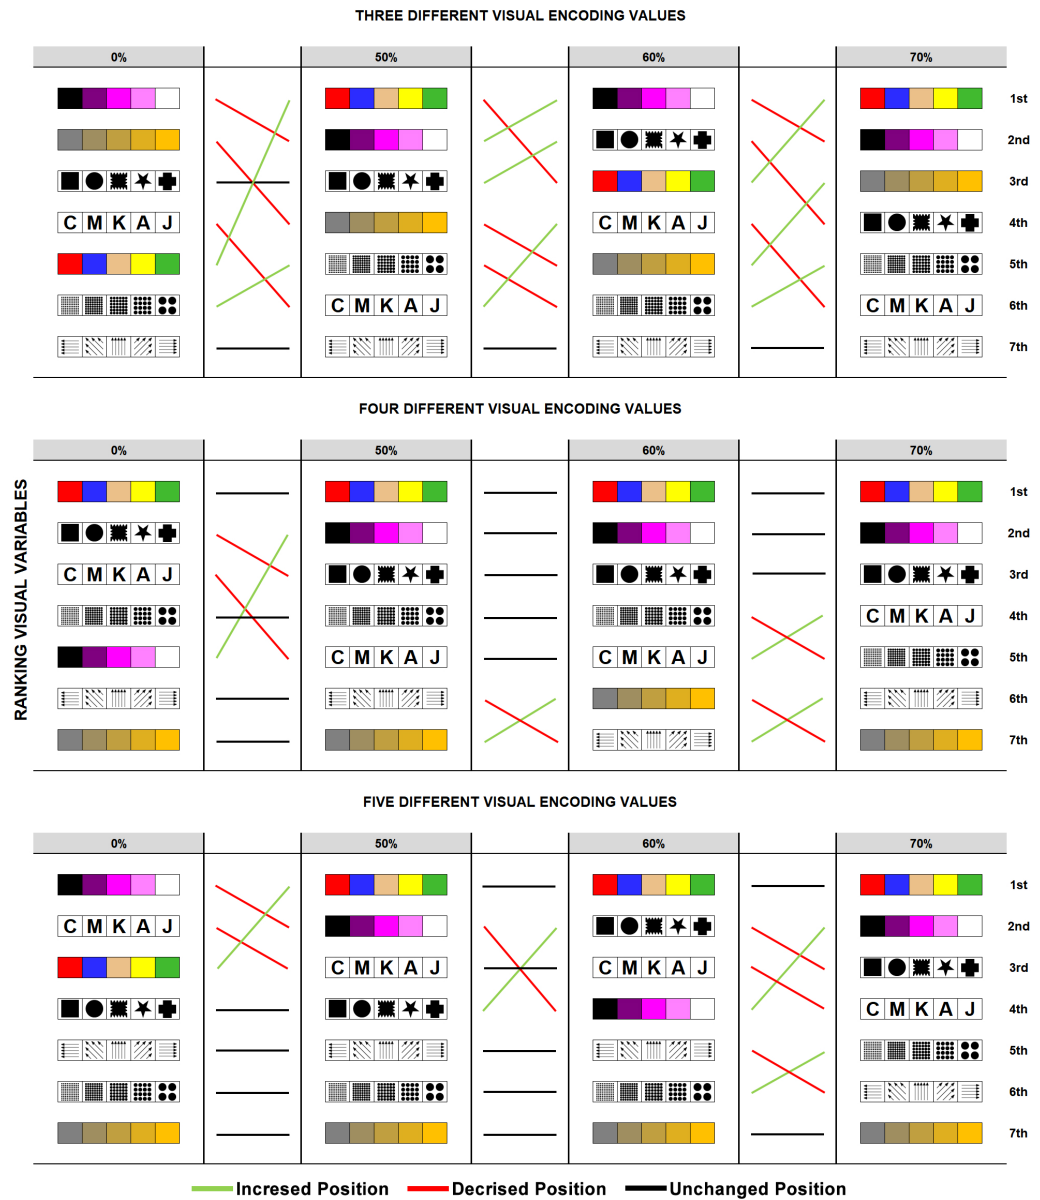 THREE DIFFERENT VISUAL ENCODING VALUES
0% 50% 60% 70%
1st
2nd
3rd
C M K A J 4th
5th
C M K A J C M K A J 6th
7th
FOUR DIFFERENT VISUAL ENCODING VALUES
0% 50% 60% 70%
RANKING VISUAL VARIABLES
1st
2nd
C M K A J 3rd
C M K A J 4th
C M K A J C M K A J 5th
6th
7th
FIVE DIFFERENT VISUAL ENCODING VALUES
0% 50% 60% 70%
1st
C M K A J 2nd
C M K A J C M K A J 3rd
C M K A J 4th
5th
6th
7th
Incresed Position Decrised Position Unchanged Position